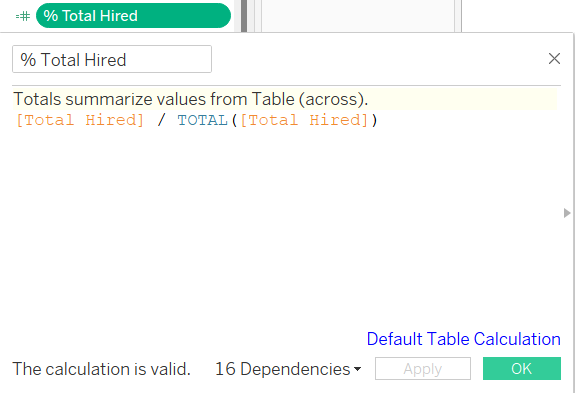 % Total Hired
% Total Hired
Totals summarize values from Table (across).
[Total Hired] / TOTAL([Total Hired])
Default Table Calculation
The calculation is valid. 16 Dependencies Apply OK